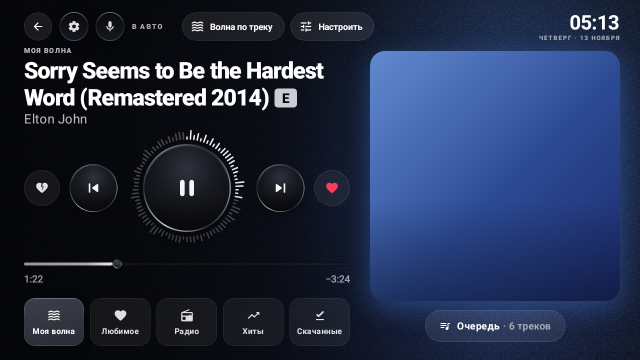 В АВТО
Волна по треку
Настроить
05:13
ЧЕТВЕРГ · 13 НОЯБРЯ
МОЯ ВОЛНА
Sorry Seems to Be the Hardest
Word (Remastered 2014) E
Elton John
1:22
−3:24
Моя волна
Любимое
Радио
Хиты
Скачанные
Очередь · 6 треков